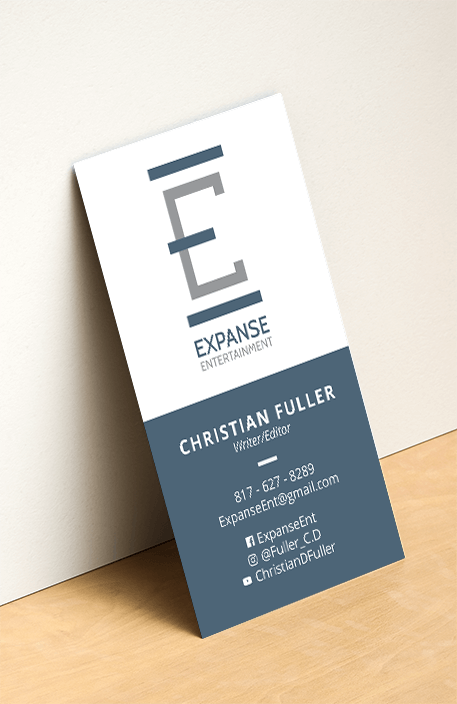 E
EXPANSE
ENTERTAINMENT
CHRISTIAN FULLER
Writer/Editor
817 - 627 - 8289
ExpanseEnt@gmail.com
ExpanseEnt
@Fuller_C.D
ChristianDFuller